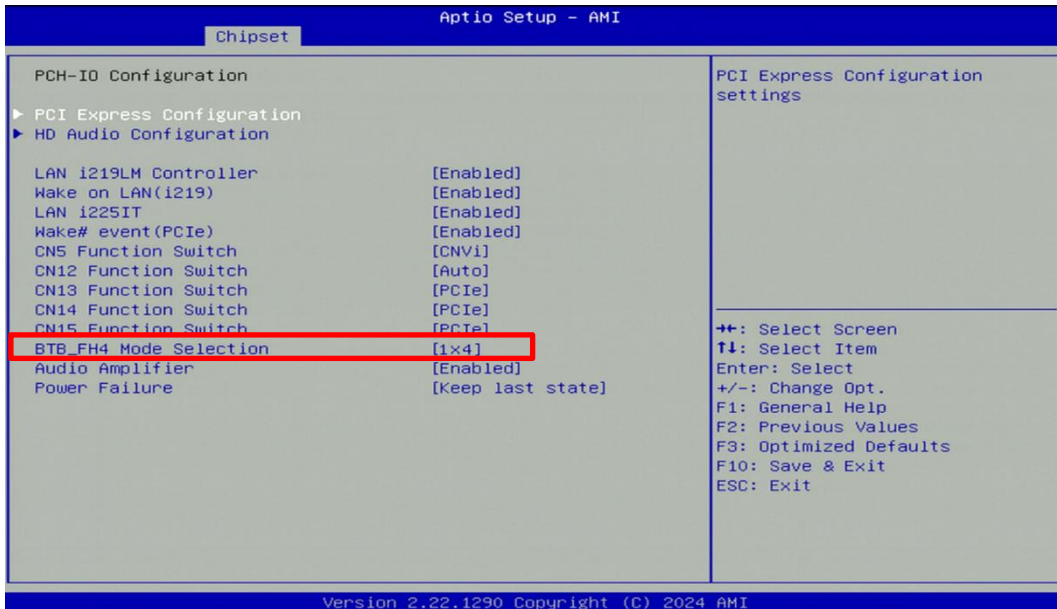 Aptio Setup - AMI
Chipset
PCH-IO Configuration
▶ PCI Express Configuration
▶ HD Audio Configuration
LAN i219LM Controller [Enabled]
Wake on LAN(i219) [Enabled]
LAN i225IT [Enabled]
Wake# event(PCIe) [Enabled]
CN5 Function Switch [CNVi]
CN12 Function Switch [Auto]
CN13 Function Switch [PCIe]
CN14 Function Switch [PCIe]
CN15 Function Switch [PCIe]
BTB_FH4 Mode Selection [1x4]
Audio Amplifier [Enabled]
Power Failure [Keep last state]
PCI Express Configuration
settings
→←: Select Screen
↑↓: Select Item
Enter: Select
+/-: Change Opt.
F1: General Help
F2: Previous Values
F3: Optimized Defaults
F10: Save & Exit
ESC: Exit
Version 2.22.1290 Copyright (C) 2024 AMI